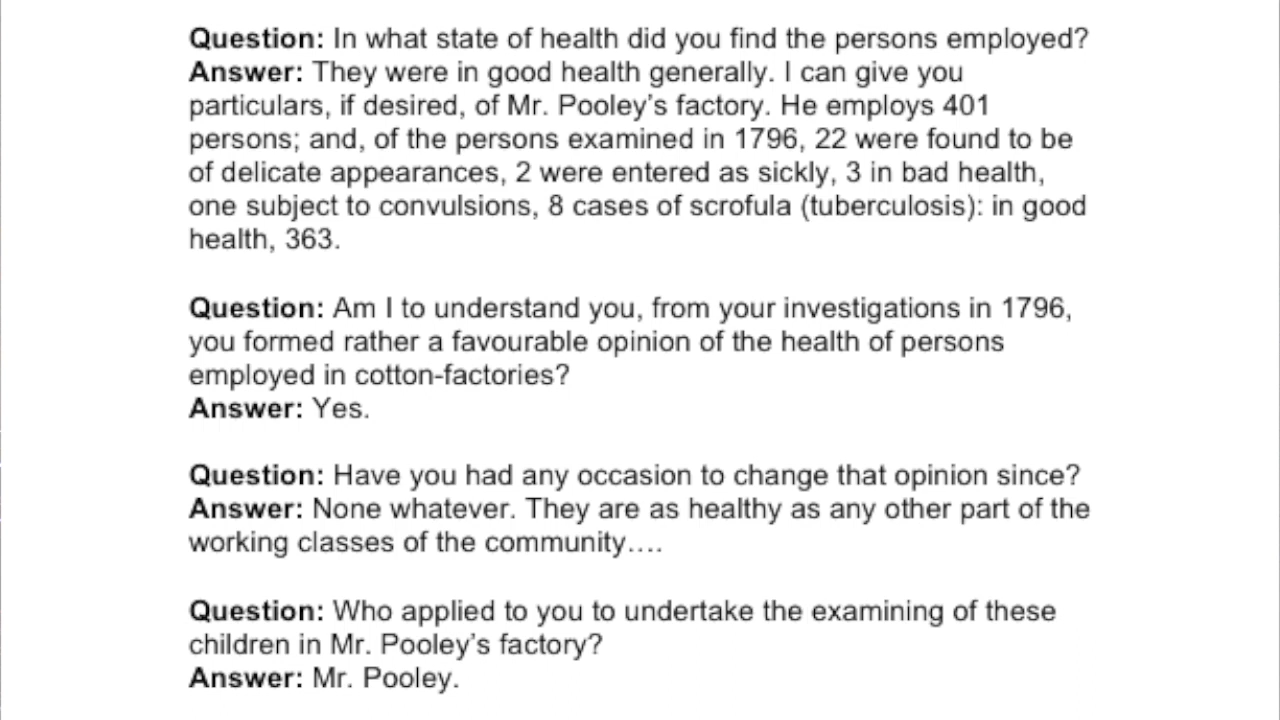 Question: In what state of health did you find the persons employed?
Answer: They were in good health generally. I can give you
particulars, if desired, of Mr. Pooley’s factory. He employs 401
persons; and, of the persons examined in 1796, 22 were found to be
of delicate appearances, 2 were entered as sickly, 3 in bad health,
one subject to convulsions, 8 cases of scrofula (tuberculosis): in good
health, 363.
Question: Am I to understand you, from your investigations in 1796,
you formed rather a favourable opinion of the health of persons
employed in cotton-factories?
Answer: Yes.
Question: Have you had any occasion to change that opinion since?
Answer: None whatever. They are as healthy as any other part of the
working classes of the community….
Question: Who applied to you to undertake the examining of these
children in Mr. Pooley’s factory?
Answer: Mr. Pooley.